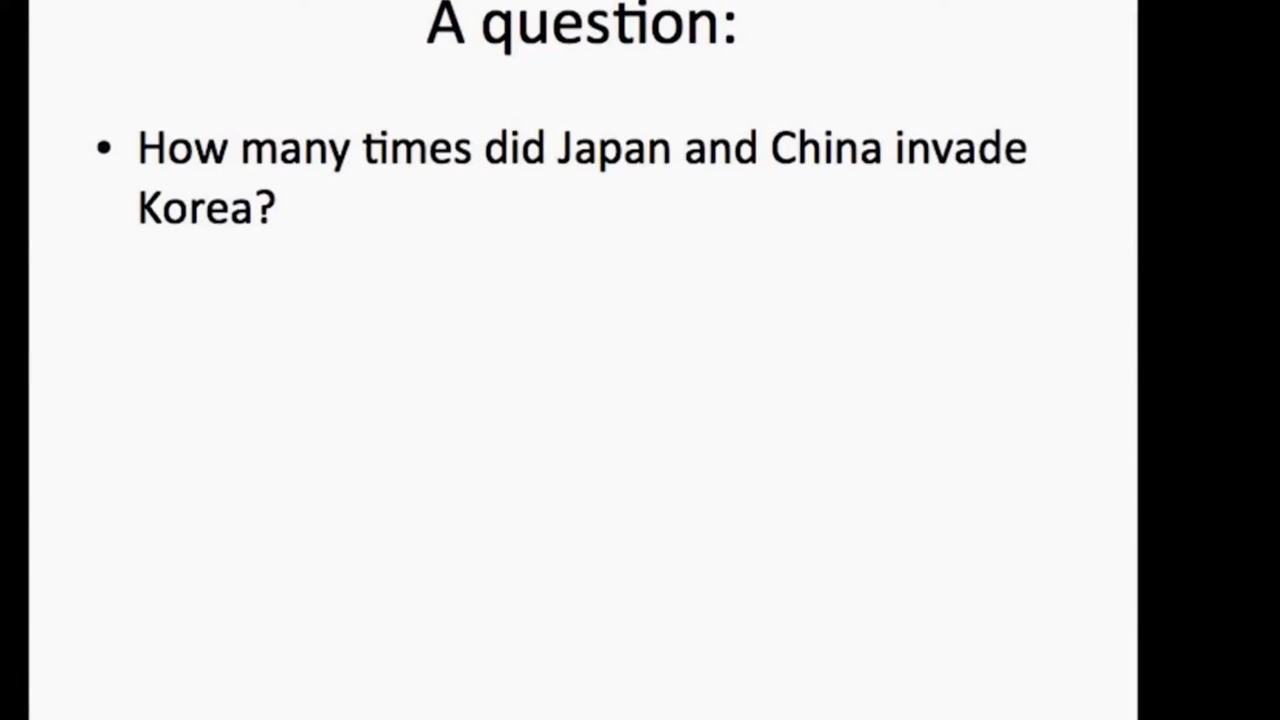 A question:
• How many times did Japan and China invade
Korea?